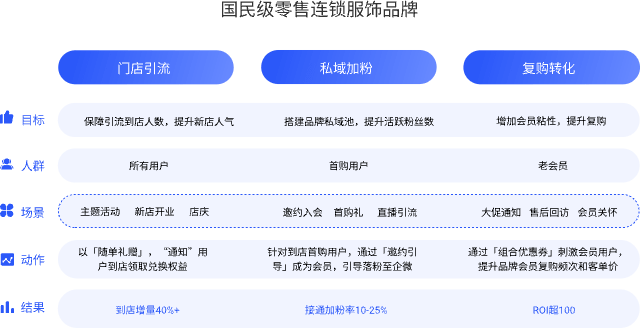 国民级零售连锁服饰品牌
门店引流 私域加粉 复购转化
目标 保障引流到店人数，提升新店人气 搭建品牌私域池，提升活跃粉丝数 增加会员粘性，提升复购
人群 所有用户 首购用户 老会员
场景 主题活动 新店开业 店庆 邀约入会 首购礼 直播引流 大促通知 售后回访 会员关怀
动作 以「随单礼赠」，“通知”用 针对到店首购用户，通过「邀约引 通过「组合优惠券」刺激会员用户，
户到店领取兑换权益 导」成为会员，引导落粉至企微 提升品牌会员复购频次和客单价
结果 到店增量40%+ 接通加粉率10-25% ROI超100